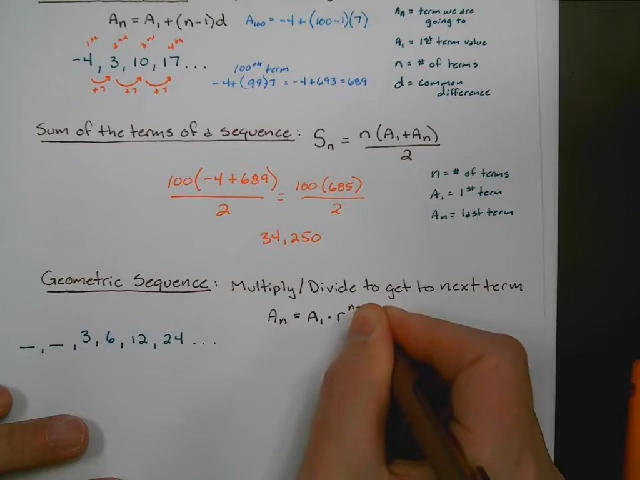 An = A1 + (n-1)d
A100 = -4 + (100-1)(7)
An = term we are going to
A1 = 1st term value
n = # of terms
d = common difference
1st 2nd 3rd 4th
-4, 3, 10, 17 ...
+7 +7 +7
100th term
-4 + (99)7 = -4 + 693 = 689
Sum of the terms of a sequence: Sn = n(A1 + An) / 2
100(-4 + 689) / 2 = 100(685) / 2
34,250
n = # of terms
A1 = 1st term
An = last term
Geometric Sequence: Multiply/Divide to get to next term
An = A1 · r^n-
_, _, 3, 6, 12, 24 ...